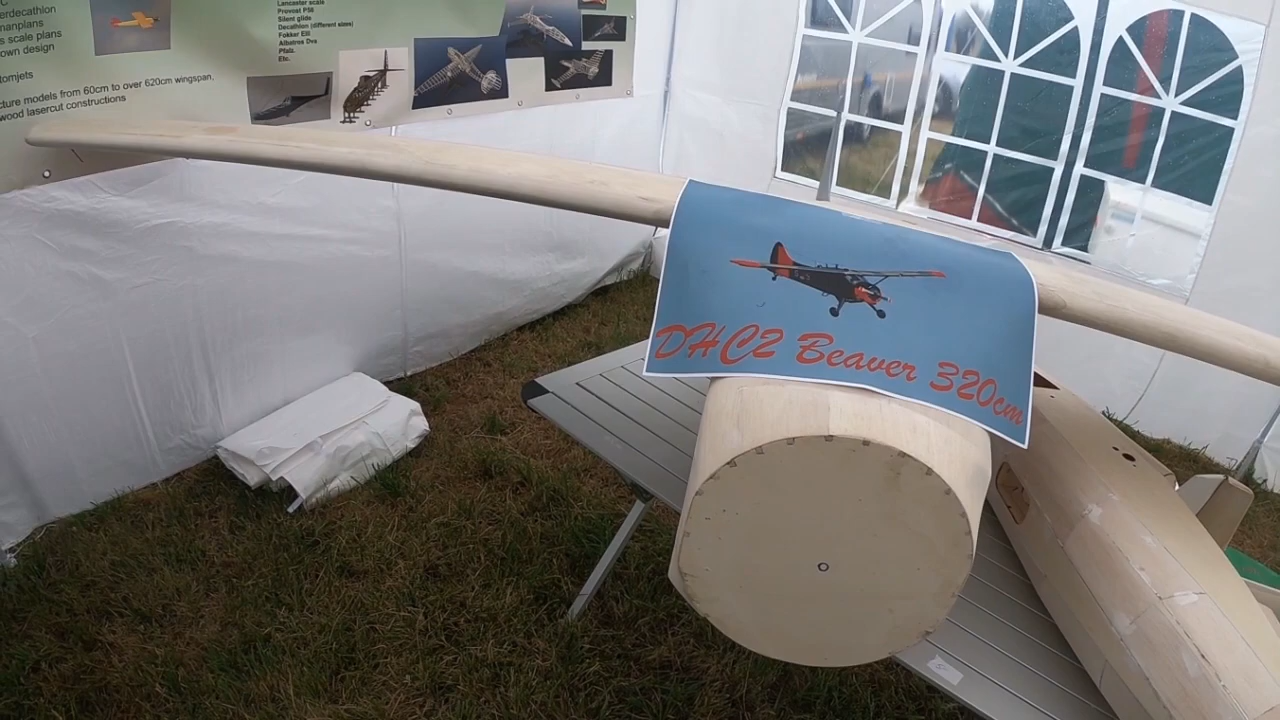 erdecathlon
nanplans
s scale plans
own design
tomjets
cture models from 60cm to over 620cm wingspan,
wood lasercut constructions
Lancaster scale
Provost P56
Silent glide
Decathlon (different sizes)
Fokker EIII
Albatros Dva
Pfalz.
Etc.
DHC2 Beaver 320cm